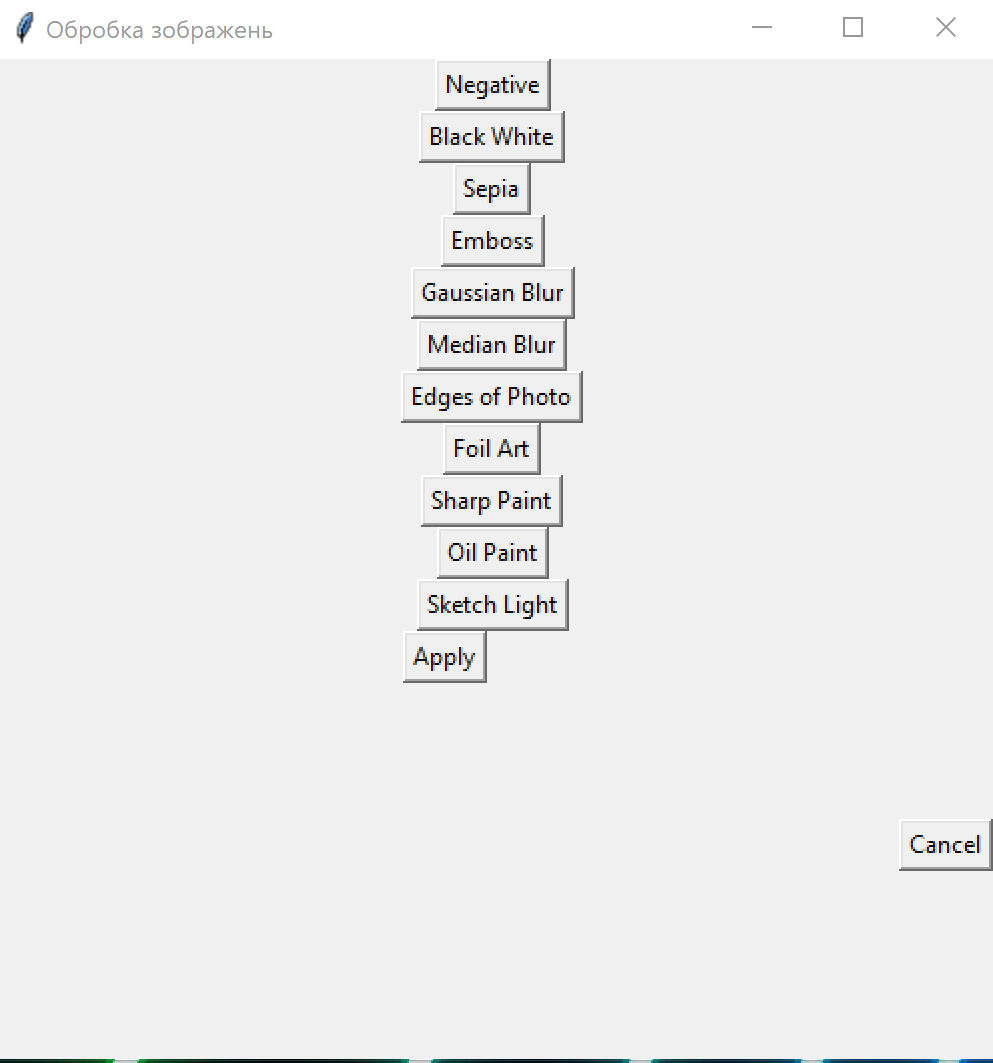 Обробка зображень
Negative
Black White
Sepia
Emboss
Gaussian Blur
Median Blur
Edges of Photo
Foil Art
Sharp Paint
Oil Paint
Sketch Light
Apply
Cancel